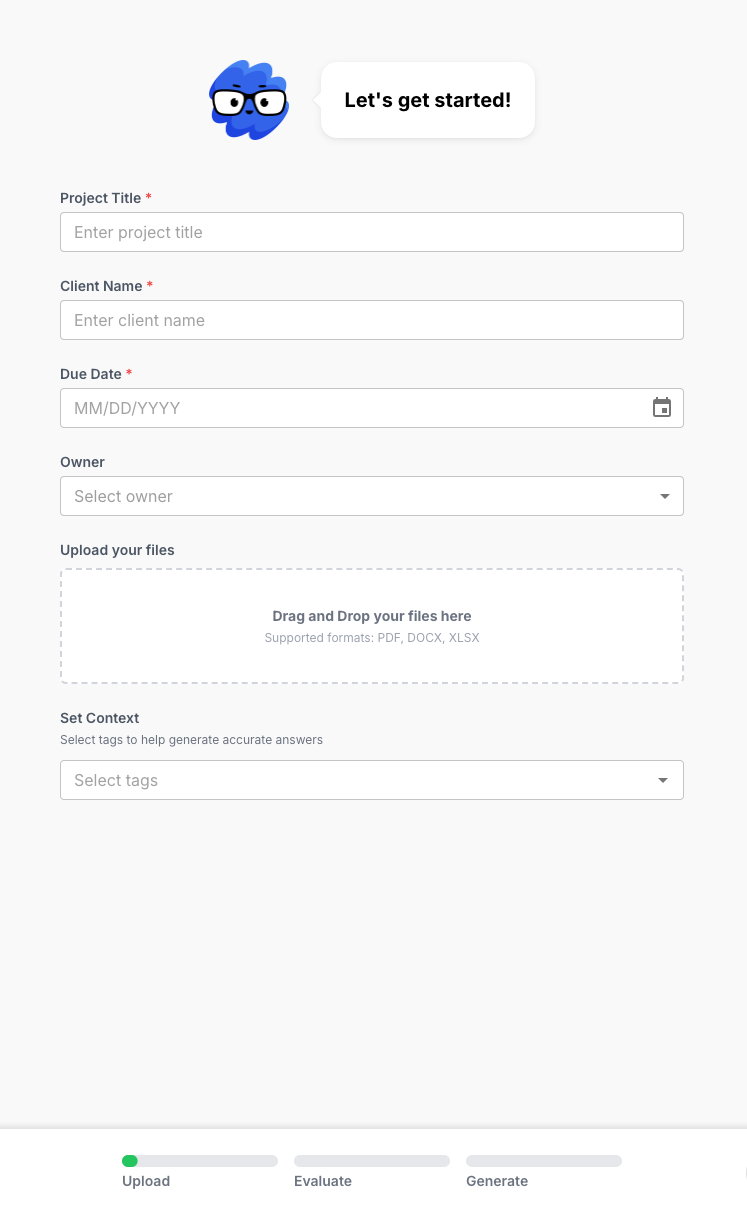 Let's get started!
Project Title *
Enter project title
Client Name *
Enter client name
Due Date *
MM/DD/YYYY
Owner
Select owner
Upload your files
Drag and Drop your files here
Supported formats: PDF, DOCX, XLSX
Set Context
Select tags to help generate accurate answers
Select tags
Upload Evaluate Generate